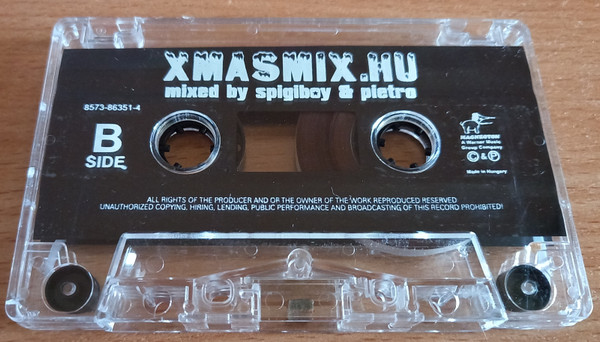 XMASMIX.HU
mixed by spigiboy & pietro
8573-86351-4
B
SIDE
MAGNEOTON
A Warner Music
Group Company
© & ℗
Made in Hungary
ALL RIGHTS OF THE PRODUCER AND OF THE OWNER OF THE WORK REPRODUCED RESERVED
UNAUTHORIZED COPYING, HIRING, LENDING, PUBLIC PERFORMANCE AND BROADCASTING OF THIS RECORD PROHIBITED!